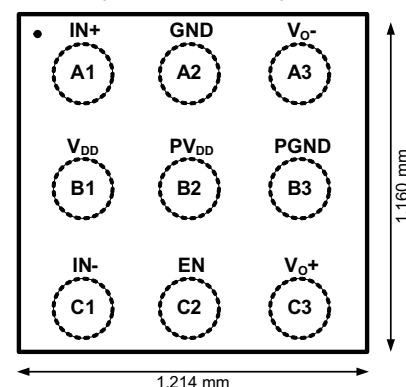 IN+ GND Vo-
A1 A2 A3
VDD PVDD PGND
B1 B2 B3
IN- EN Vo+
C1 C2 C3
1.160 mm
1.214 mm